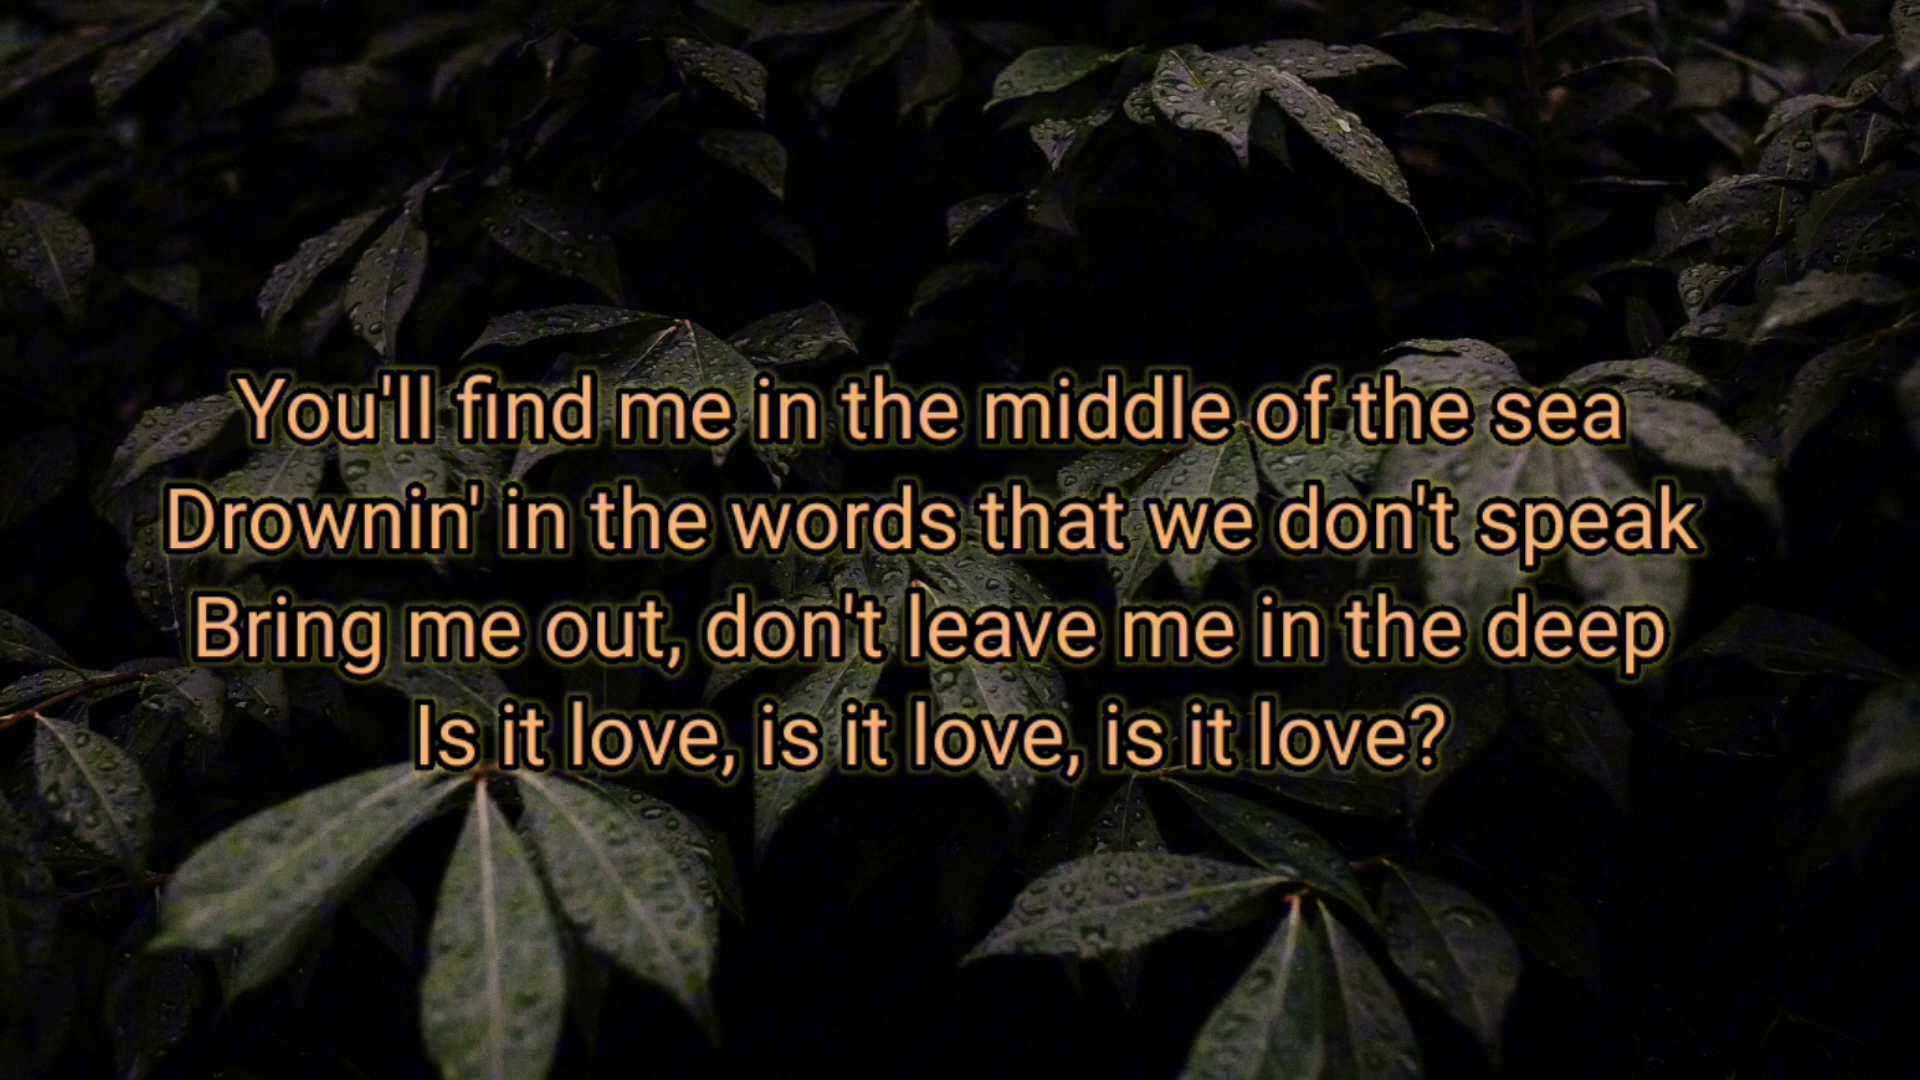 You'll find me in the middle of the sea
Drownin' in the words that we don't speak
Bring me out, don't leave me in the deep
Is it love, is it love, is it love?